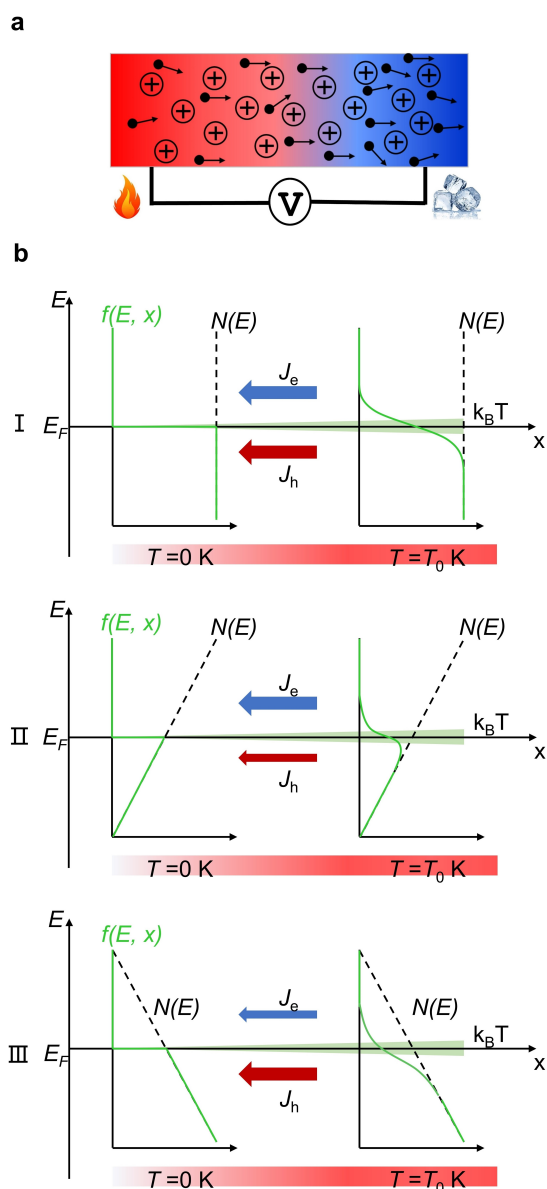 a
V
b
E
f(E, x)
N(E)
N(E)
J_e
k_BT
I
E_F
x
J_h
T =0 K
T =T_0 K
E
f(E, x)
N(E)
N(E)
J_e
k_BT
II
E_F
x
J_h
T =0 K
T =T_0 K
E
f(E, x)
N(E)
N(E)
J_e
k_BT
III
E_F
x
J_h
T =0 K
T =T_0 K